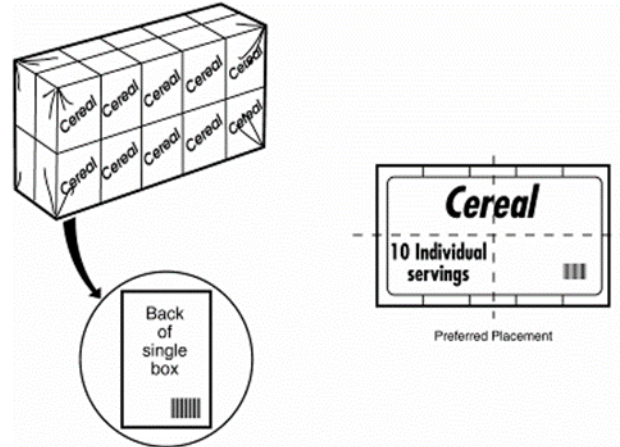 Cereal Cereal Cereal Cereal Cereal
Cereal Cereal Cereal Cereal Cereal
Back
of
single
box
Cereal
10 Individual
servings
Preferred Placement